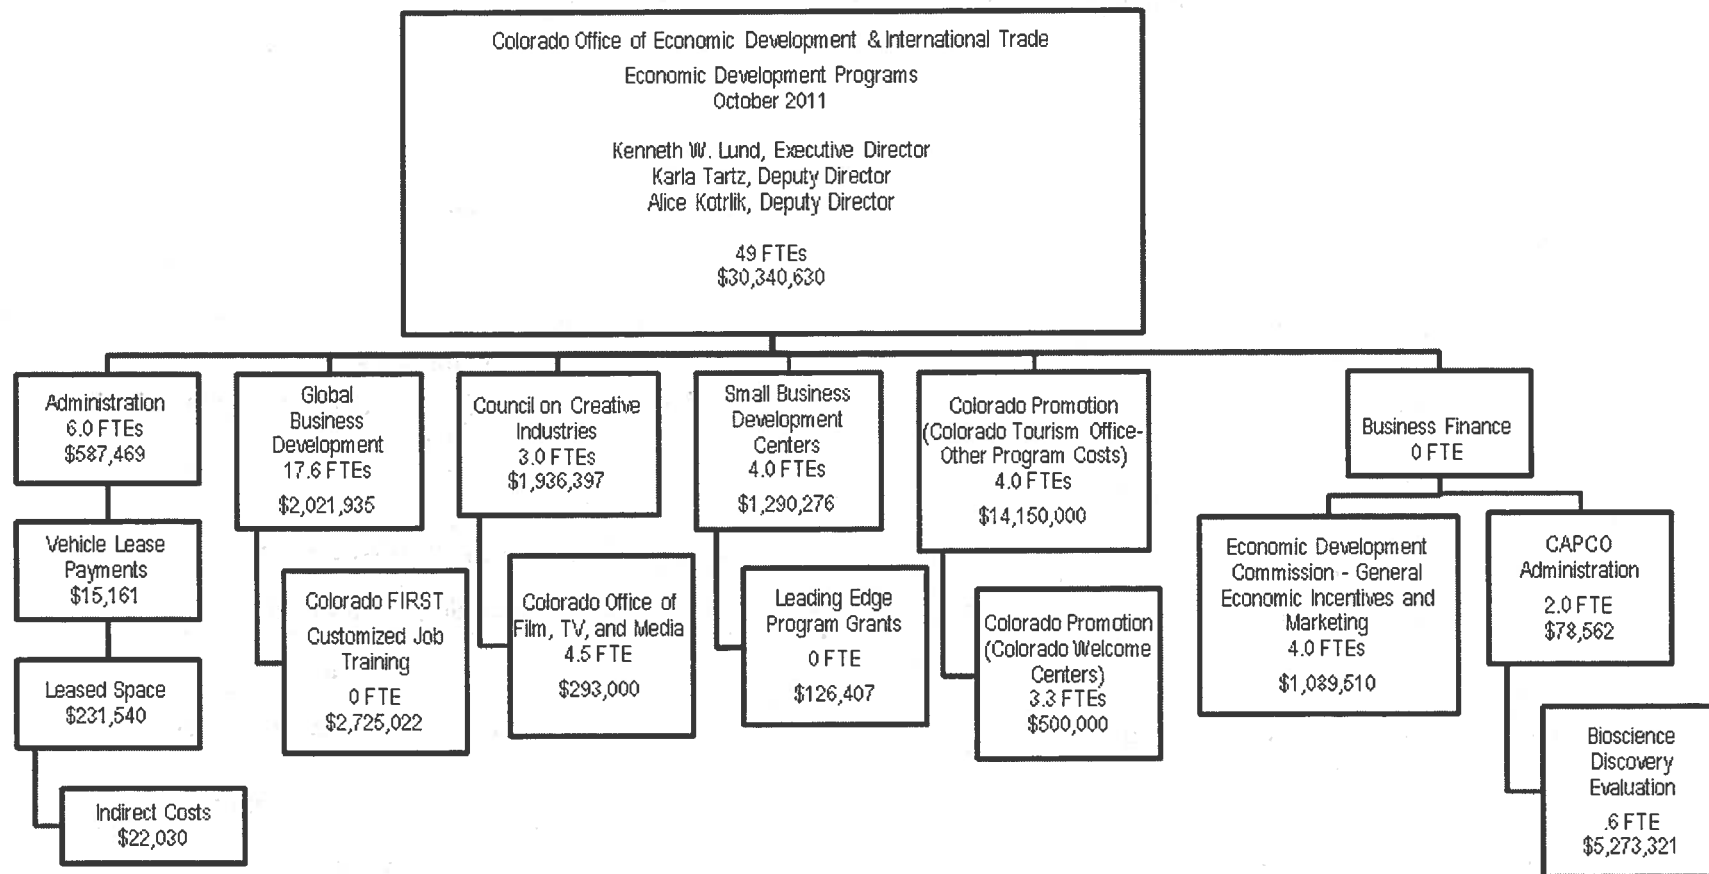 Colorado Office of Economic Development & International Trade
Economic Development Programs
October 2011
Kenneth W. Lund, Executive Director
Karla Tartz, Deputy Director
Alice Kotrlik, Deputy Director
49 FTEs
$30,340,630
Administration
6.0 FTEs
$587,469
Vehicle Lease
Payments
$15,161
Leased Space
$231,540
Indirect Costs
$22,030
Global
Business
Development
17.6 FTEs
$2,021,935
Colorado FIRST
Customized Job
Training
0 FTE
$2,725,022
Council on Creative
Industries
3.0 FTEs
$1,936,397
Colorado Office of
Film, TV, and Media
4.5 FTE
$293,000
Small Business
Development
Centers
4.0 FTEs
$1,290,276
Leading Edge
Program Grants
0 FTE
$126,407
Colorado Promotion
(Colorado Tourism Office-
Other Program Costs)
4.0 FTEs
$14,150,000
Colorado Promotion
(Colorado Welcome
Centers)
3.3 FTEs
$500,000
Business Finance
0 FTE
Economic Development
Commission - General
Economic Incentives and
Marketing
4.0 FTEs
$1,089,510
CAPCO
Administration
2.0 FTE
$78,562
Bioscience
Discovery
Evaluation
.6 FTE
$5,273,321